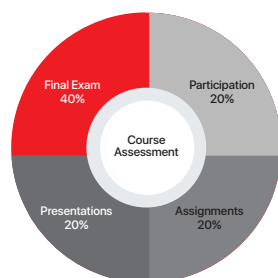 Final Exam
40%
Participation
20%
Course
Assessment
Presentations
20%
Assignments
20%